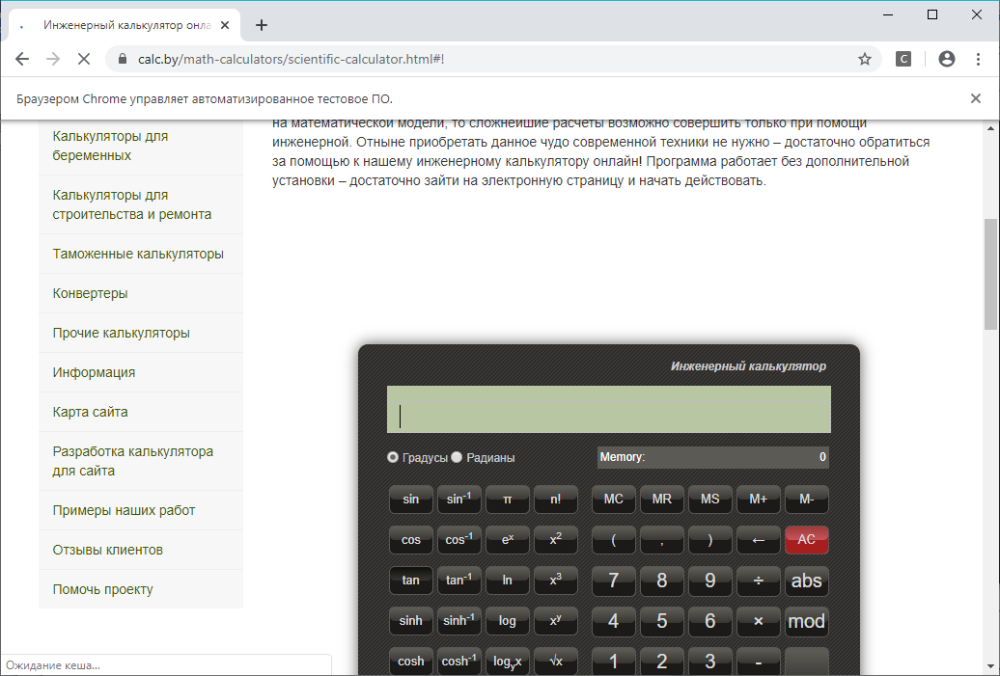 Инженерный калькулятор онла
calc.by/math-calculators/scientific-calculator.html#!
C
Браузером Chrome управляет автоматизированное тестовое ПО.
Калькуляторы для
беременных
Калькуляторы для
строительства и ремонта
Таможенные калькуляторы
Конвертеры
Прочие калькуляторы
Информация
Карта сайта
Разработка калькулятора
для сайта
Примеры наших работ
Отзывы клиентов
Помочь проекту
на математической модели, то сложнейшие расчеты возможно совершить только при помощи
инженерной. Отныне приобретать данное чудо современной техники не нужно – достаточно обратиться
за помощью к нашему инженерному калькулятору онлайн! Программа работает без дополнительной
установки – достаточно зайти на электронную страницу и начать действовать.
Инженерный калькулятор
Градусы Радианы Memory: 0
sin sin⁻¹ π n! MC MR MS M+ M-
cos cos⁻¹ eˣ x² ( , ) ← AC
tan tan⁻¹ ln x³ 7 8 9 ÷ abs
sinh sinh⁻¹ log xʸ 4 5 6 × mod
cosh cosh⁻¹ logᵧx √x 1 2 3 -
Ожидание кеша...